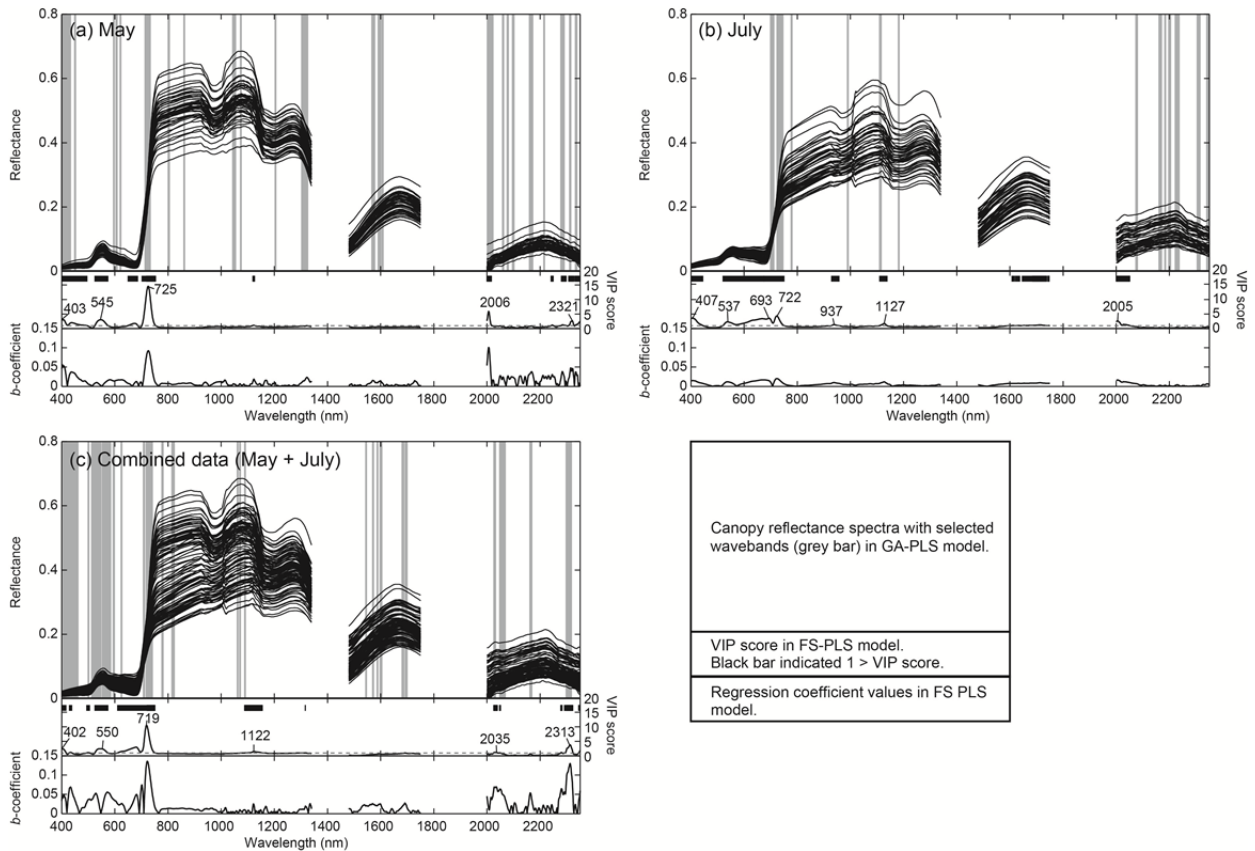 (a) May
(b) July
0.8
0.6
0.4
0.2
0
Reflectance
0.8
0.6
0.4
0.2
0
Reflectance
20
15
10
5
0
VIP score
403
545
725
2006
2321
20
15
10
5
0
VIP score
407
537
693
722
937
1127
2005
0.15
0.1
0.05
0
b-coefficient
0.15
0.1
0.05
0
b-coefficient
400 600 800 1000 1200 1400 1600 1800 2000 2200
Wavelength (nm)
400 600 800 1000 1200 1400 1600 1800 2000 2200
Wavelength (nm)
(c) Combined data (May + July)
0.8
0.6
0.4
0.2
0
Reflectance
20
15
10
5
0
VIP score
402
550
719
1122
2035
2313
0.15
0.1
0.05
0
b-coefficient
400 600 800 1000 1200 1400 1600 1800 2000 2200
Wavelength (nm)
Canopy reflectance spectra with selected
wavebands (grey bar) in GA-PLS model.
VIP score in FS-PLS model.
Black bar indicated 1 > VIP score.
Regression coefficient values in FS PLS
model.